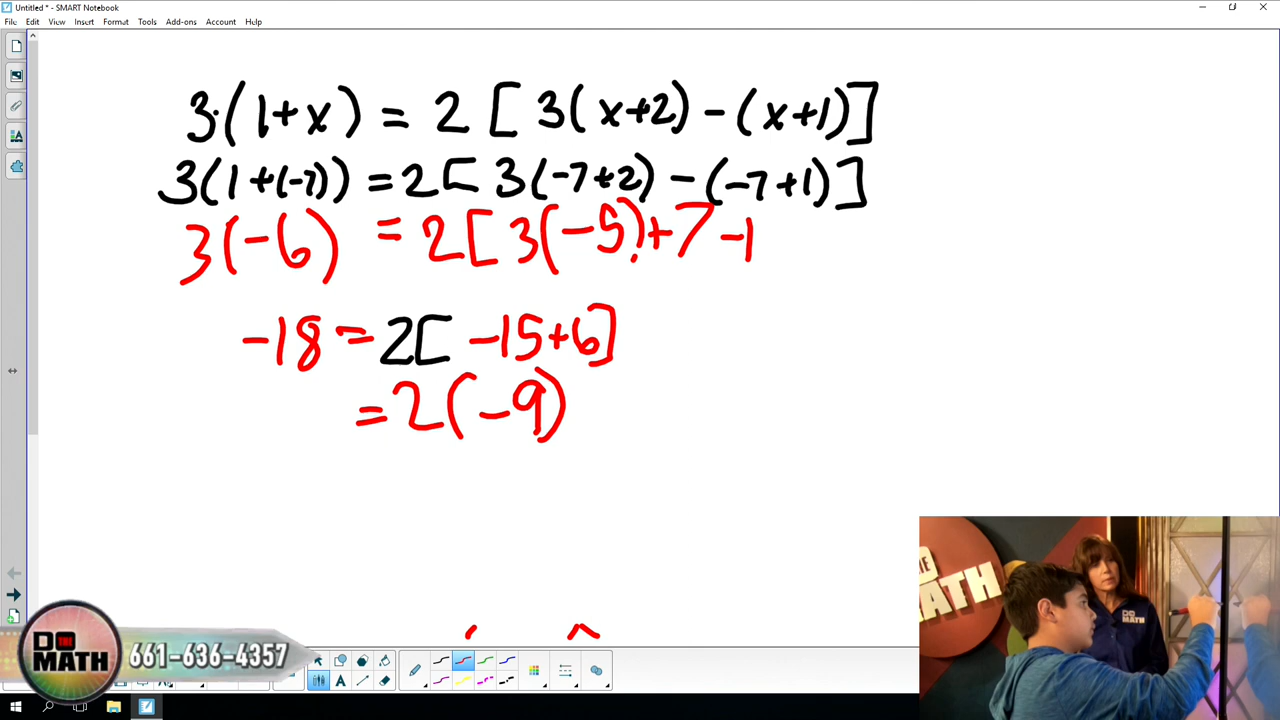 Untitled * - SMART Notebook
File Edit View Insert Format Tools Add-ons Account Help
3·(1+x) = 2[3(x+2)-(x+1)]
3(1+(-7)) = 2[3(-7+2)-(-7+1)]
3(-6) = 2[3(-5)+7-1
-18 = 2[-15+6]
= 2(-9)
MATH
DO MATH
DO THE MATH 661-636-4357